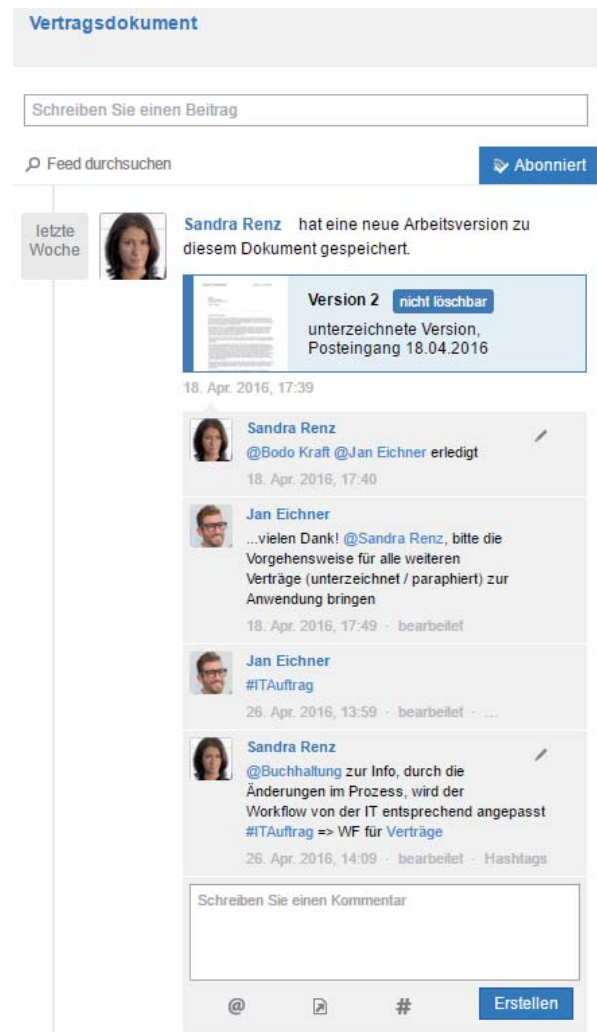 Vertragsdokument
Schreiben Sie einen Beitrag
Feed durchsuchen
Abonniert
letzte
Woche
Sandra Renz hat eine neue Arbeitsversion zu
diesem Dokument gespeichert.
Version 2 nicht löschbar
unterzeichnete Version,
Posteingang 18.04.2016
18. Apr. 2016, 17:39
Sandra Renz
@Bodo Kraft @Jan Eichner erledigt
18. Apr. 2016, 17:40
Jan Eichner
...vielen Dank! @Sandra Renz, bitte die
Vorgehensweise für alle weiteren
Verträge (unterzeichnet / paraphiert) zur
Anwendung bringen
18. Apr. 2016, 17:49 · bearbeitet
Jan Eichner
#ITAuftrag
26. Apr. 2016, 13:59 · bearbeitet · ...
Sandra Renz
@Buchhaltung zur Info, durch die
Änderungen im Prozess, wird der
Workflow von der IT entsprechend angepasst
#ITAuftrag => WF für Verträge
26. Apr. 2016, 14:09 · bearbeitet · Hashtags
Schreiben Sie einen Kommentar
@ #
Erstellen